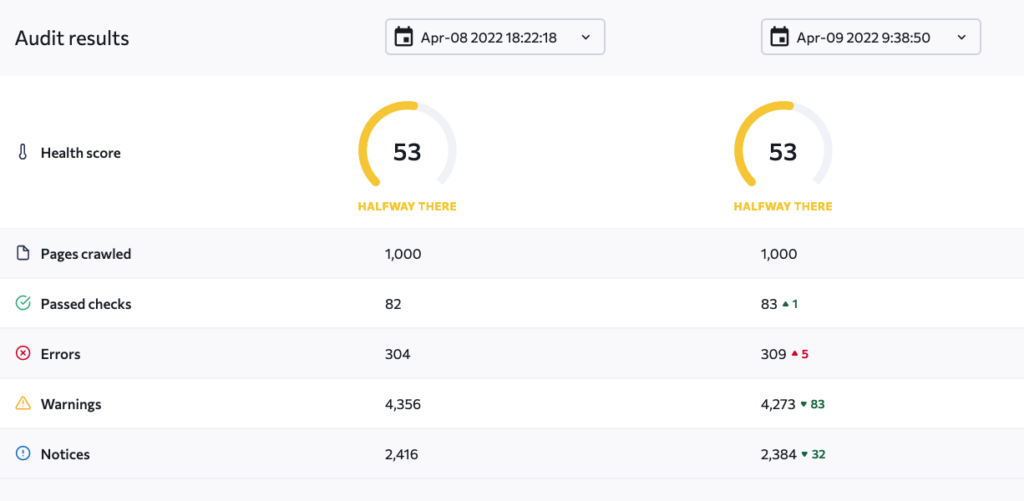 Audit results Apr-08 2022 18:22:18 Apr-09 2022 9:38:50
Health score 53 53
HALFWAY THERE HALFWAY THERE
Pages crawled 1,000 1,000
Passed checks 82 83 ▲ 1
Errors 304 309 ▲ 5
Warnings 4,356 4,273 ▼ 83
Notices 2,416 2,384 ▼ 32